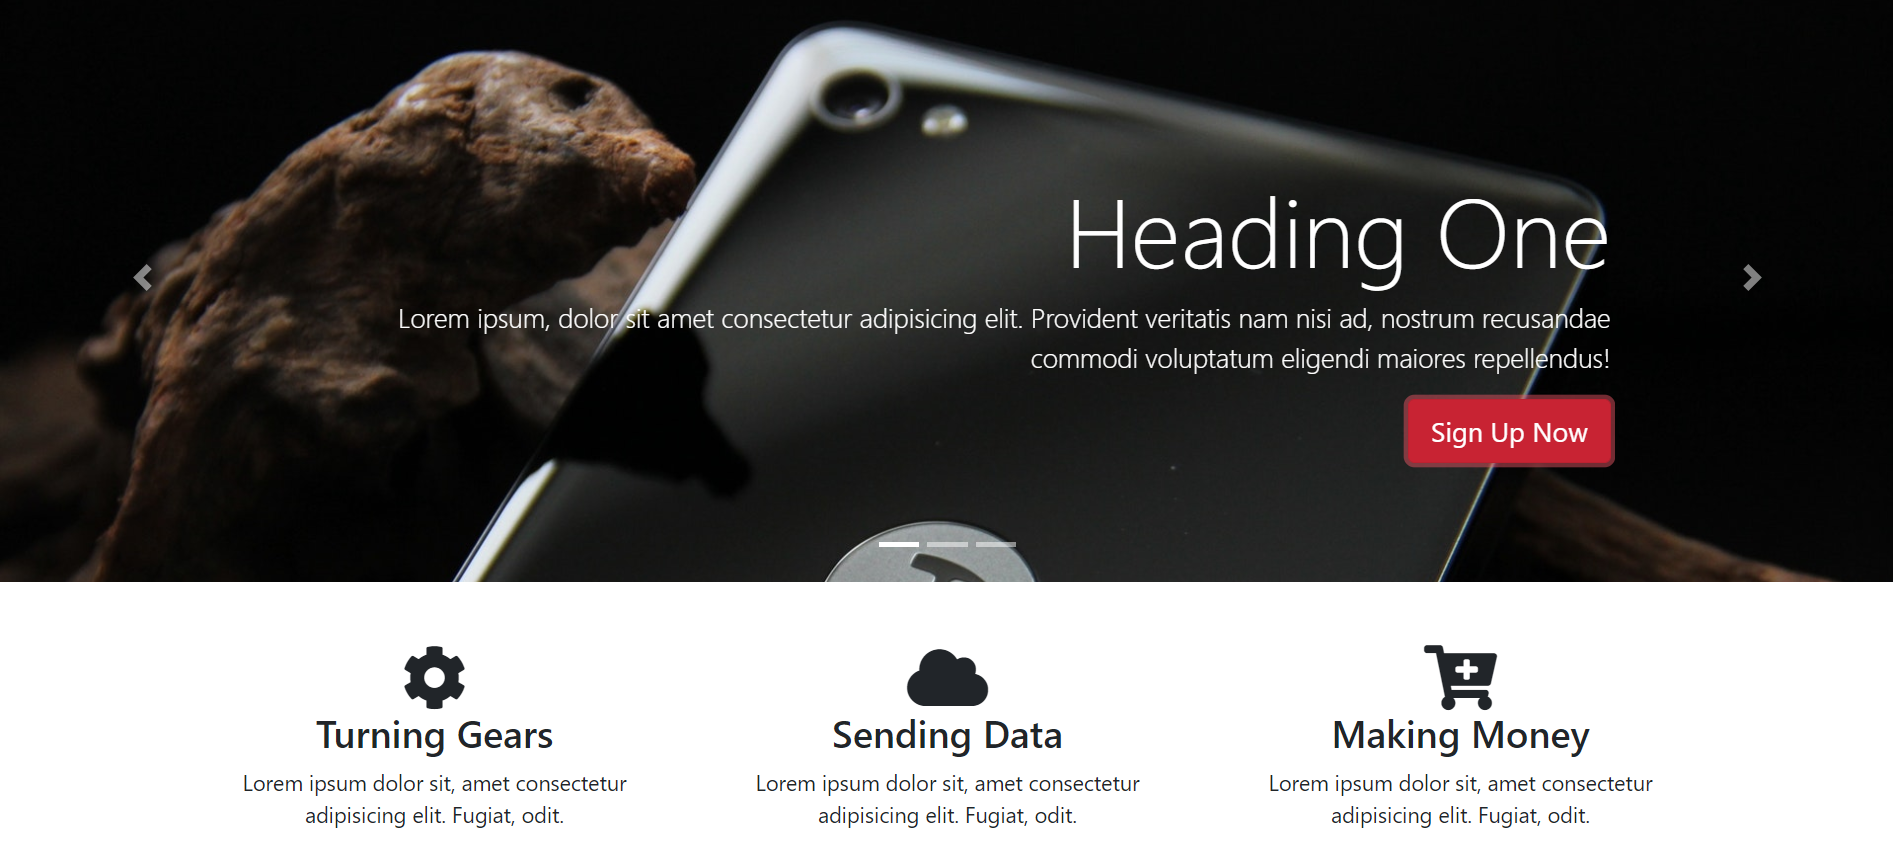 Heading One
Lorem ipsum, dolor sit amet consectetur adipisicing elit. Provident veritatis nam nisi ad, nostrum recusandae
commodi voluptatum eligendi maiores repellendus!
Sign Up Now
Turning Gears
Lorem ipsum dolor sit, amet consectetur
adipisicing elit. Fugiat, odit.
Sending Data
Lorem ipsum dolor sit, amet consectetur
adipisicing elit. Fugiat, odit.
Making Money
Lorem ipsum dolor sit, amet consectetur
adipisicing elit. Fugiat, odit.